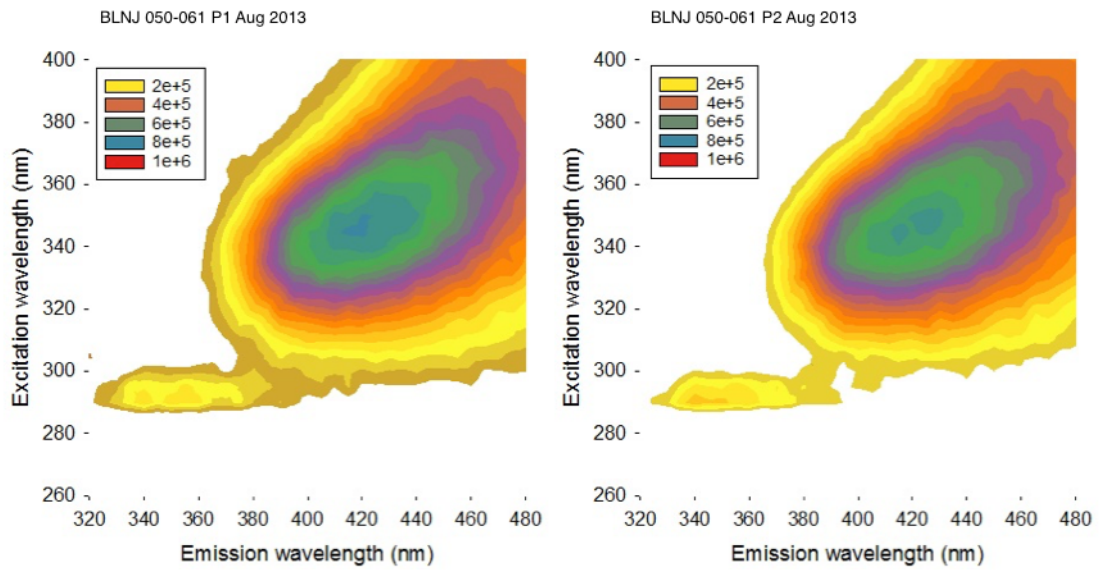 BLNJ 050-061 P1 Aug 2013
400
380
360
340
320
300
280
260
Excitation wavelength (nm)
2e+5
4e+5
6e+5
8e+5
1e+6
320 340 360 380 400 420 440 460 480
Emission wavelength (nm)
BLNJ 050-061 P2 Aug 2013
400
380
360
340
320
300
280
260
Excitation wavelength (nm)
2e+5
4e+5
6e+5
8e+5
1e+6
320 340 360 380 400 420 440 460 480
Emission wavelength (nm)